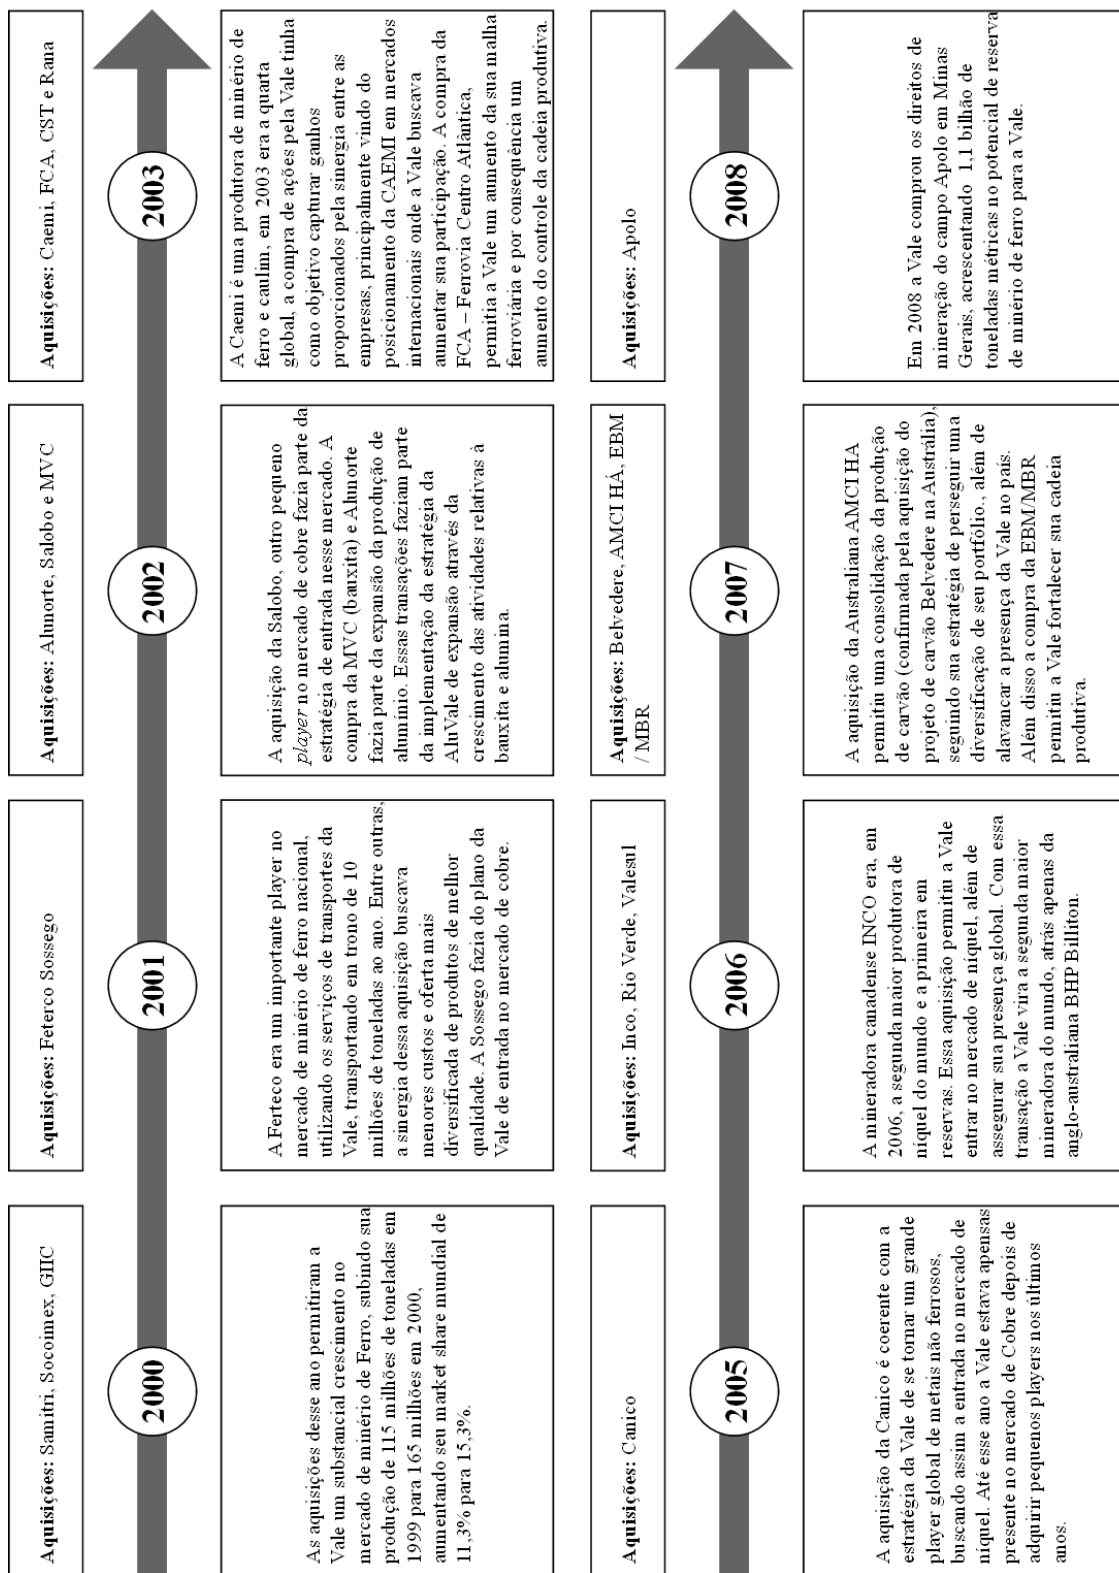 Aquisições: Samitri, Socoimex, GIIC
2000
As aquisições desse ano permitiram a
Vale um substancial crescimento no
mercado de minério de Ferro, subindo sua
produção de 115 milhões de toneladas em
1999 para 165 milhões em 2000,
aumentando seu market share mundial de
11,3% para 15,3%.
Aquisições: Feterco Sossego
2001
A Ferteco era um importante player no
mercado de minério de ferro nacional,
utilizando os serviços de transportes da
Vale, transportando em trono de 10
milhões de toneladas ao ano. Entre outras,
a sinergia dessa aquisição buscava
menores custos e oferta mais
diversificada de produtos de melhor
qualidade. A Sossego fazia do plano da
Vale de entrada no mercado de cobre.
Aquisições: Alunorte, Salobo e MVC
2002
A aquisição da Salobo, outro pequeno
player no mercado de cobre fazia parte da
estratégia de entrada nesse mercado. A
compra da MVC (bauxita) e Alunorte
fazia parte da expansão da produção de
alumínio. Essas transações faziam parte
da implementação da estratégia da
AluVale de expansão através da
crescimento das atividades relativas à
bauxita e alumina.
Aquisições: Caemi, FCA, CST e Rana
2003
A Caemi é uma produtora de minério de
ferro e caulim, em 2003 era a quarta
global, a compra de ações pela Vale tinha
como objetivo capturar ganhos
proporcionados pela sinergia entre as
empresas, principalmente vindo do
posicionamento da CAEMI em mercados
internacionais onde a Vale buscava
aumentar sua participação. A compra da
FCA – Ferrovia Centro Atlântica,
permitia a Vale um aumento da sua malha
ferroviária e por consequência um
aumento do controle da cadeia produtiva.
Aquisições: Canico
2005
A aquisição da Canico é coerente com a
estratégia da Vale de se tornar um grande
player global de metais não ferrosos,
buscando assim a entrada no mercado de
níquel. Até esse ano a Vale estava apensas
presente no mercado de Cobre depois de
adquirir pequenos players nos últimos
anos.
Aquisições: Inco, Rio Verde, Valesul
2006
A mineradora canadense INCO era, em
2006, a segunda maior produtora de
níquel do mundo e a primeira em
reservas. Essa aquisição permitiu a Vale
entrar no mercado de níquel, além de
assegurar sua presença global. Com essa
transação a Vale vira a segunda maior
mineradora do mundo, atrás apenas da
anglo-australiana BHP Billiton.
Aquisições: Belvedere, AMCI HÁ, EBM
/ MBR
2007
A aquisição da Australiana AMCI HA
permitiu uma consolidação da produção
de carvão (confirmada pela aquisição do
projeto de carvão Belvedere na Austrália),
seguindo sua estratégia de perseguir uma
diversificação de seu portfólio., além de
alavancar a presença da Vale no país.
Além disso a compra da EBM/MBR
permitiu a Vale fortalecer sua cadeia
produtiva.
Aquisições: Apolo
2008
Em 2008 a Vale comprou os direitos de
mineração do campo Apolo em Minas
Gerais, acrescentando 1,1 bilhão de
toneladas métricas no potencial de reserva
de minério de ferro para a Vale.